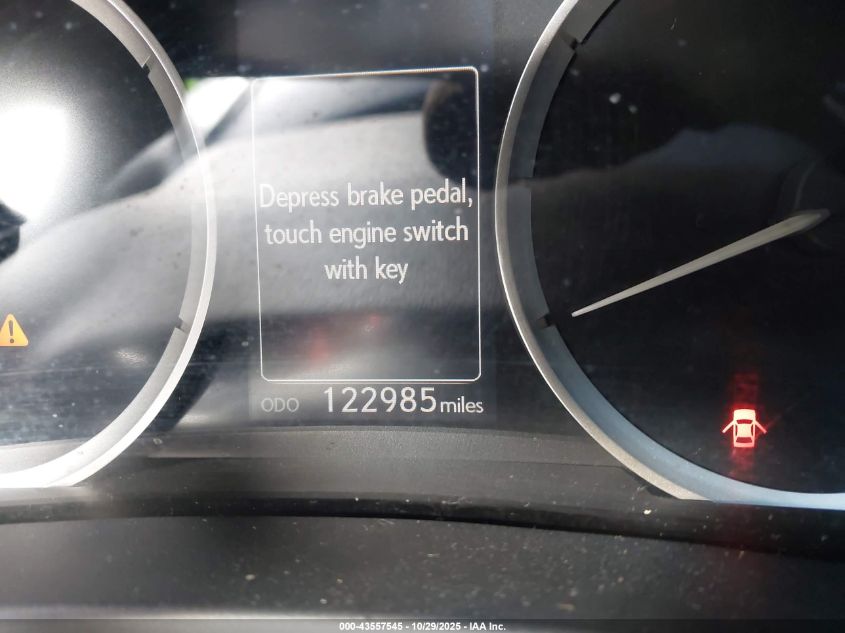 Depress brake pedal,
touch engine switch
with key
ODO 122985 miles
000-43557545 - 10/29/2025 - IAA Inc.